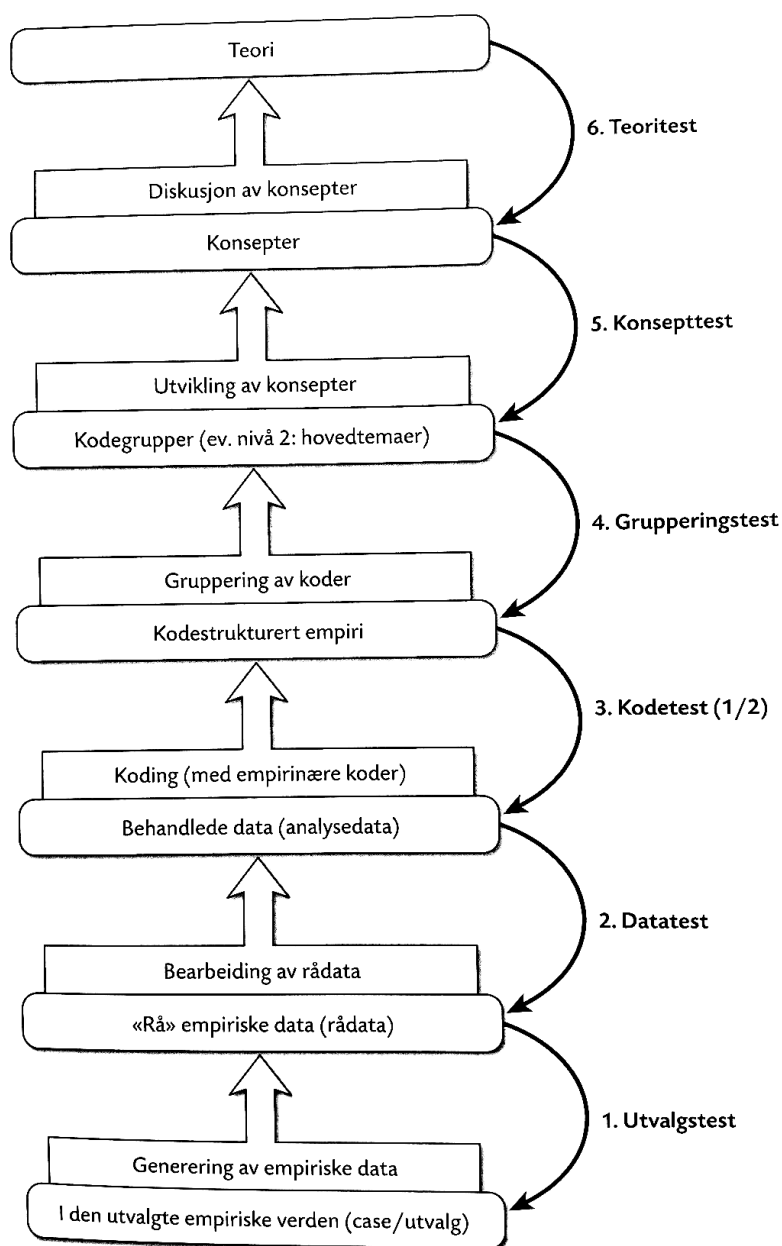 Teori
6. Teoritest
Diskusjon av konsepter
Konsepter
5. Konsepttest
Utvikling av konsepter
Kodegrupper (ev. nivå 2: hovedtemaer)
4. Grupperingstest
Gruppering av koder
Kodestrukturert empiri
3. Kodetest (1/2)
Koding (med empirinære koder)
Behandlede data (analysedata)
2. Datatest
Bearbeiding av rådata
«Rå» empiriske data (rådata)
1. Utvalgstest
Generering av empiriske data
I den utvalgte empiriske verden (case/utvalg)